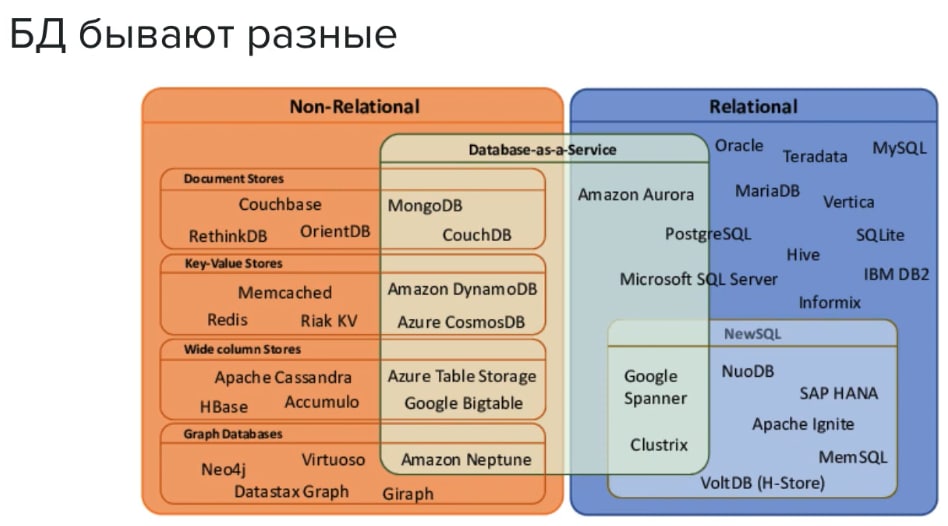 БД бывают разные
Non-Relational
Relational
Database-as-a-Service
Document Stores
Couchbase
MongoDB
RethinkDB
OrientDB
CouchDB
Key-Value Stores
Memcached
Amazon DynamoDB
Redis
Riak KV
Azure CosmosDB
Wide column Stores
Apache Cassandra
Azure Table Storage
HBase
Accumulo
Google Bigtable
Graph Databases
Neo4j
Virtuoso
Amazon Neptune
Datastax Graph
Giraph
Oracle
Teradata
MySQL
Amazon Aurora
MariaDB
Vertica
PostgreSQL
SQLite
Hive
Microsoft SQL Server
IBM DB2
Informix
NewSQL
Google
Spanner
NuoDB
SAP HANA
Apache Ignite
Clustrix
MemSQL
VoltDB (H-Store)